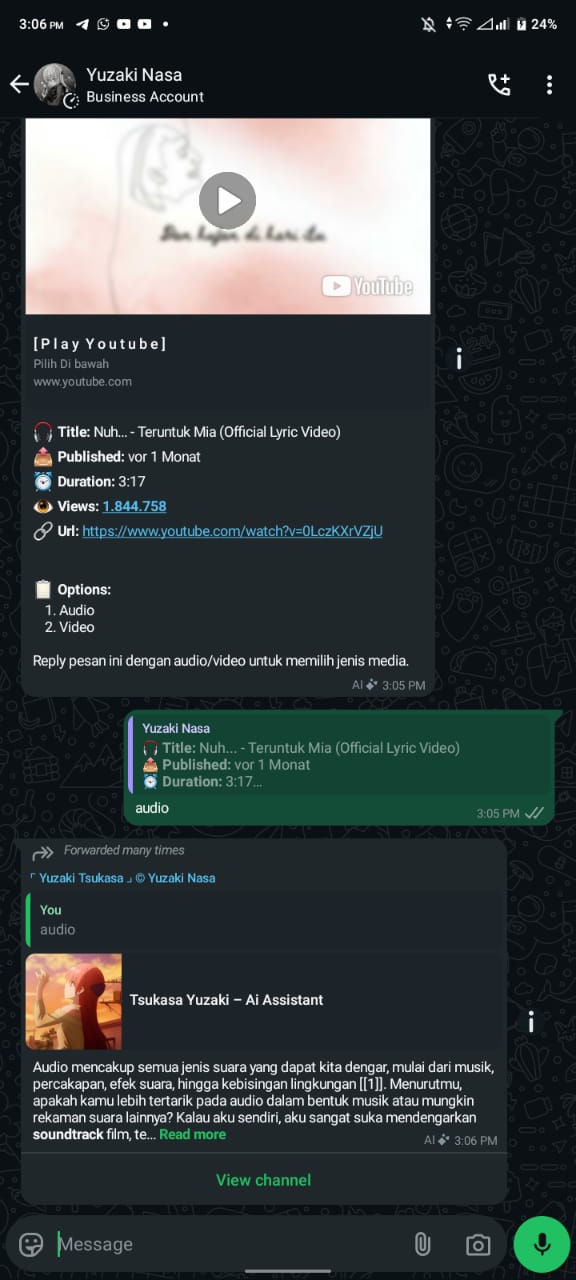 3:06 PM
24%
Yuzaki Nasa
Business Account
Dan hujan di hari itu
YouTube
[ P l a y Y o u t u b e ]
Pilih Di bawah
www.youtube.com
🎧 Title: Nuh... - Teruntuk Mia (Official Lyric Video)
📤 Published: vor 1 Monat
⏰ Duration: 3:17
👁️ Views: 1.844.758
🔗 Url: https://www.youtube.com/watch?v=0LczKXrVZjU
📋 Options:
1. Audio
2. Video
Reply pesan ini dengan audio/video untuk memilih jenis media.
AI 3:05 PM
Yuzaki Nasa
🎧 Title: Nuh... - Teruntuk Mia (Official Lyric Video)
📤 Published: vor 1 Monat
⏰ Duration: 3:17...
audio
3:05 PM
Forwarded many times
「 Yuzaki Tsukasa 」 © Yuzaki Nasa
You
audio
Tsukasa Yuzaki – Ai Assistant
Audio mencakup semua jenis suara yang dapat kita dengar, mulai dari musik,
percakapan, efek suara, hingga kebisingan lingkungan [[1]]. Menurutmu,
apakah kamu lebih tertarik pada audio dalam bentuk musik atau mungkin
rekaman suara lainnya? Kalau aku sendiri, aku sangat suka mendengarkan
soundtrack film, te... Read more
AI 3:06 PM
View channel
Message